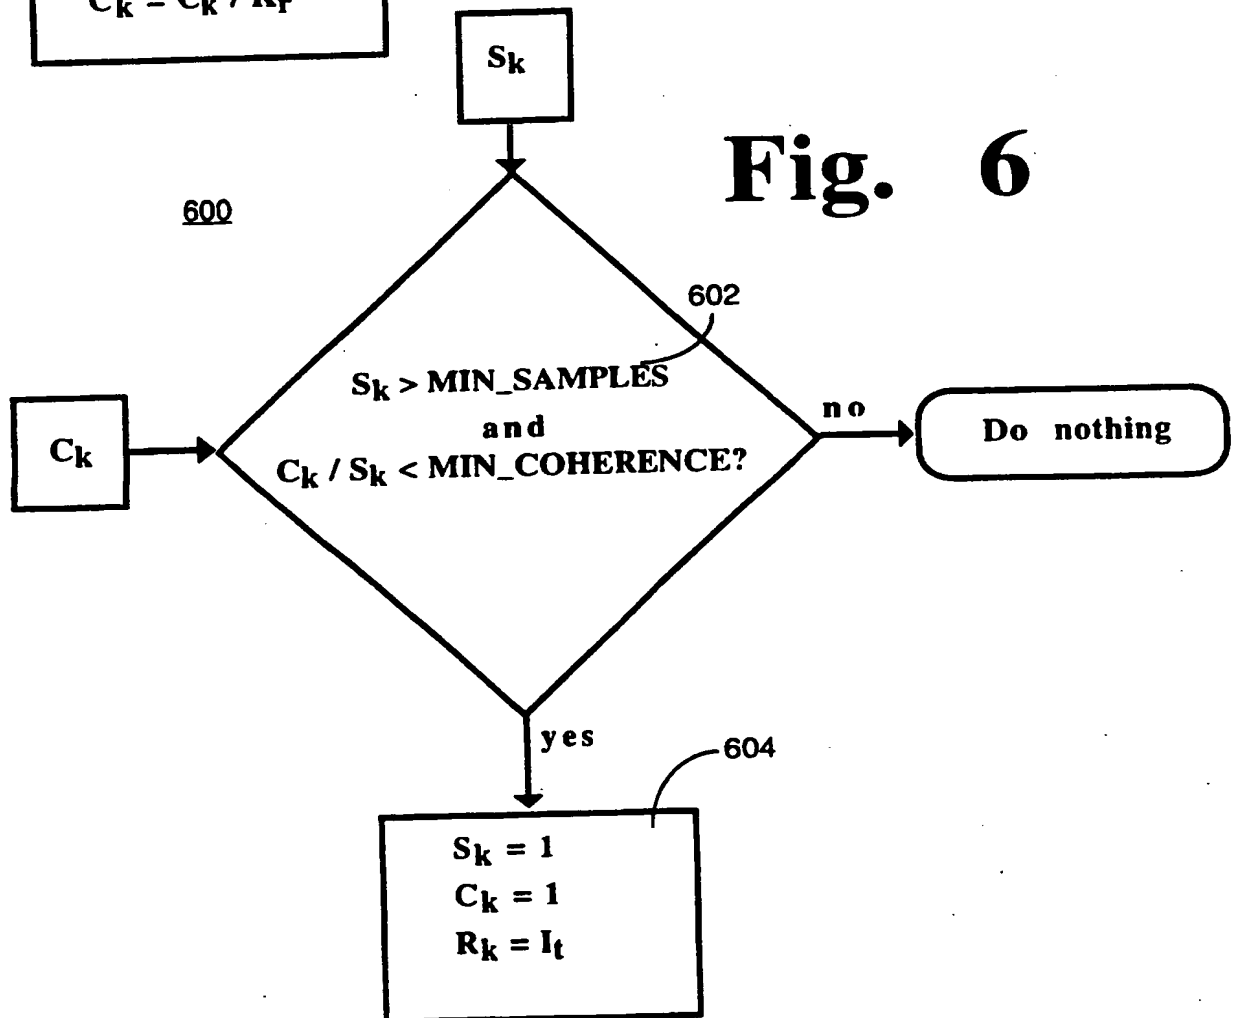 Sk
Fig. 6
600
602
Sk > MIN_SAMPLES
and
Ck / Sk < MIN_COHERENCE?
Ck
no
Do nothing
yes
604
Sk = 1
Ck = 1
Rk = It